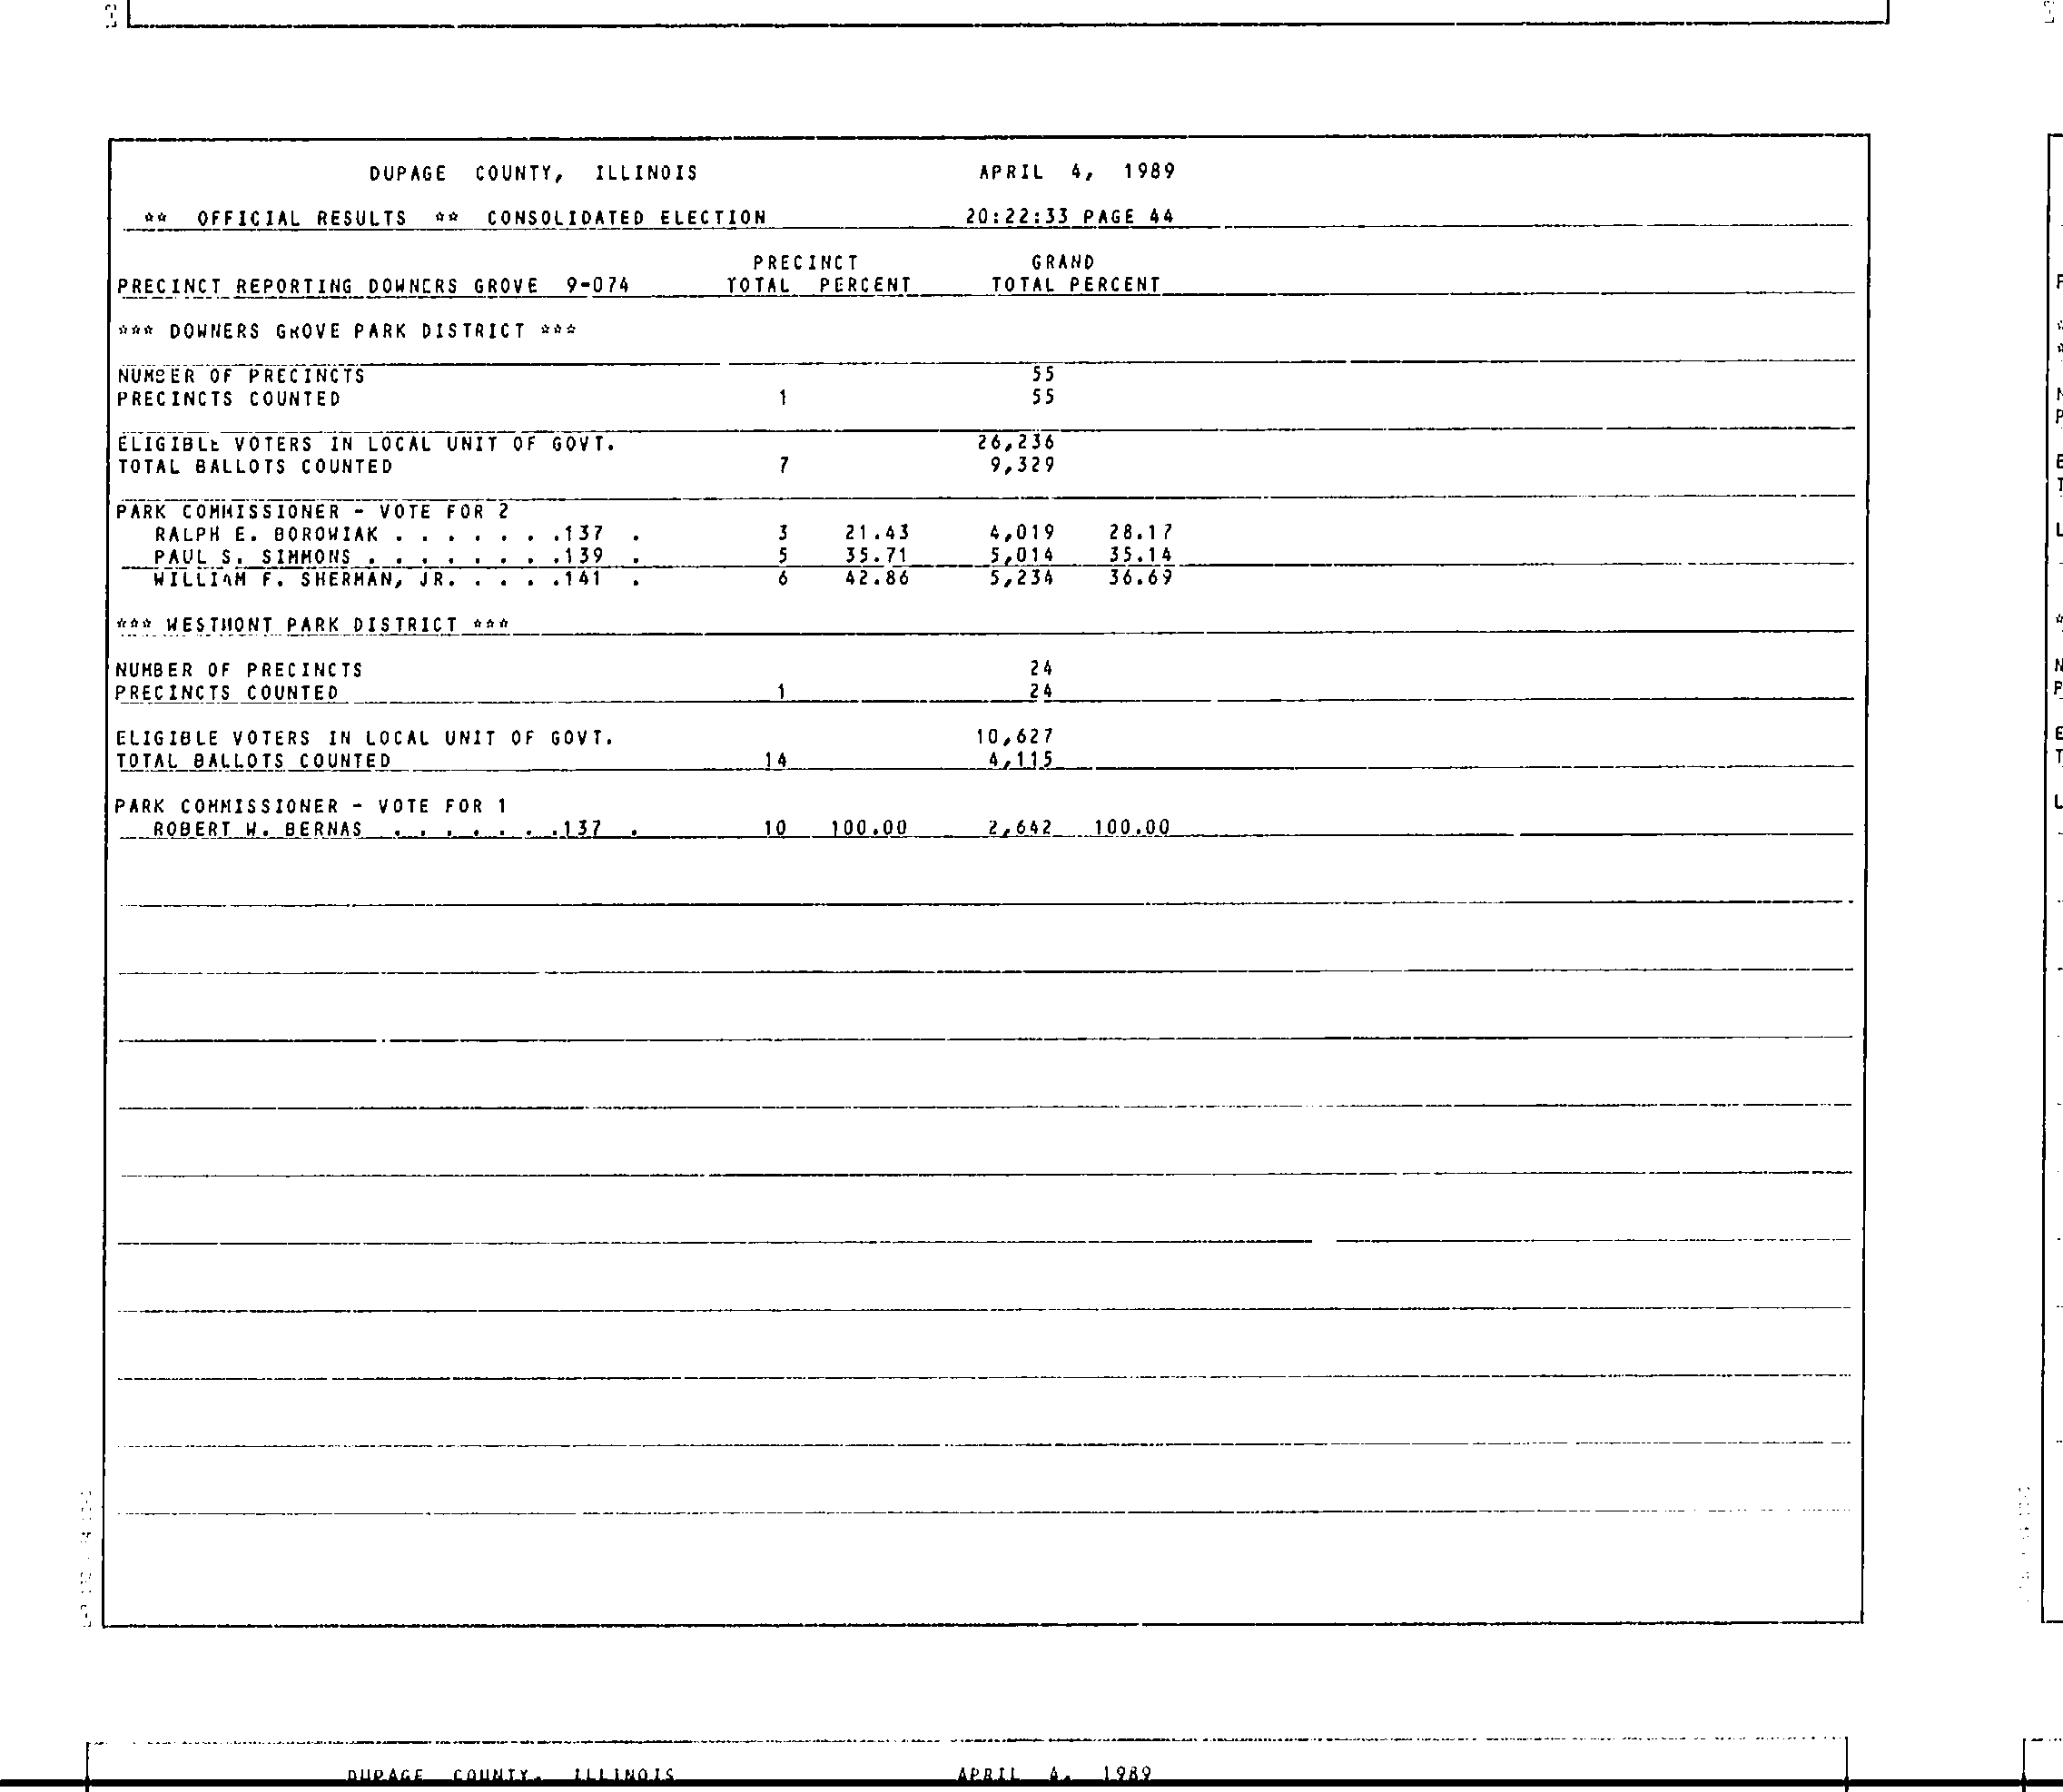 DUPAGE COUNTY, ILLINOIS APRIL 4, 1989
** OFFICIAL RESULTS ** CONSOLIDATED ELECTION 20:22:33 PAGE 44
PRECINCT GRAND
PRECINCT REPORTING DOWNERS GROVE 9-074 TOTAL PERCENT TOTAL PERCENT
*** DOWNERS GROVE PARK DISTRICT ***
NUMBER OF PRECINCTS 55
PRECINCTS COUNTED 1 55
ELIGIBLE VOTERS IN LOCAL UNIT OF GOVT. 26,236
TOTAL BALLOTS COUNTED 7 9,329
PARK COMMISSIONER - VOTE FOR 2
RALPH E. BOROWIAK . . . . . . .137 . 3 21.43 4,019 28.17
PAUL S. SIMMONS . . . . . . . .139 . 5 35.71 5,014 35.14
WILLIAM F. SHERMAN, JR. . . . .141 . 6 42.86 5,234 36.69
*** WESTMONT PARK DISTRICT ***
NUMBER OF PRECINCTS 24
PRECINCTS COUNTED 1 24
ELIGIBLE VOTERS IN LOCAL UNIT OF GOVT. 10,627
TOTAL BALLOTS COUNTED 14 4,115
PARK COMMISSIONER - VOTE FOR 1
ROBERT W. BERNAS . . . . . . .137 . 10 100.00 2,642 100.00
DUPAGE COUNTY, ILLINOIS APRIL 4, 1989